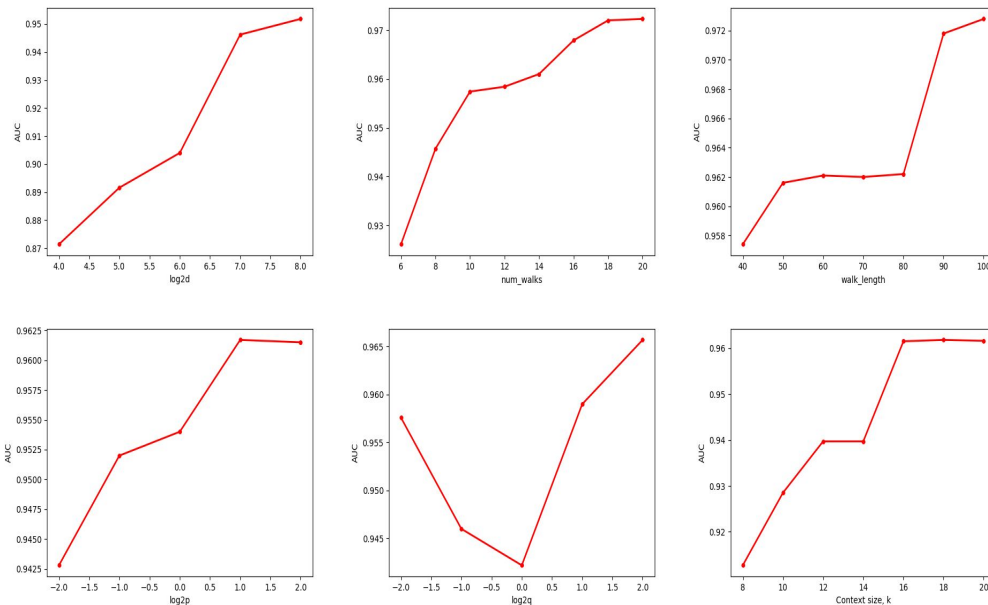 0.95
0.94
0.93
0.92
0.91
0.90
0.89
0.88
0.87
AUC
4.0 4.5 5.0 5.5 6.0 6.5 7.0 7.5 8.0
log2d
0.97
0.96
0.95
0.94
0.93
AUC
6 8 10 12 14 16 18 20
num_walks
0.972
0.970
0.968
0.966
0.964
0.962
0.960
0.958
AUC
40 50 60 70 80 90 100
walk_length
0.9625
0.9600
0.9575
0.9550
0.9525
0.9500
0.9475
0.9450
0.9425
AUC
−2.0 −1.5 −1.0 −0.5 0.0 0.5 1.0 1.5 2.0
log2p
0.965
0.960
0.955
0.950
0.945
AUC
−2.0 −1.5 −1.0 −0.5 0.0 0.5 1.0 1.5 2.0
log2q
0.96
0.95
0.94
0.93
0.92
AUC
8 10 12 14 16 18 20
Context size, k